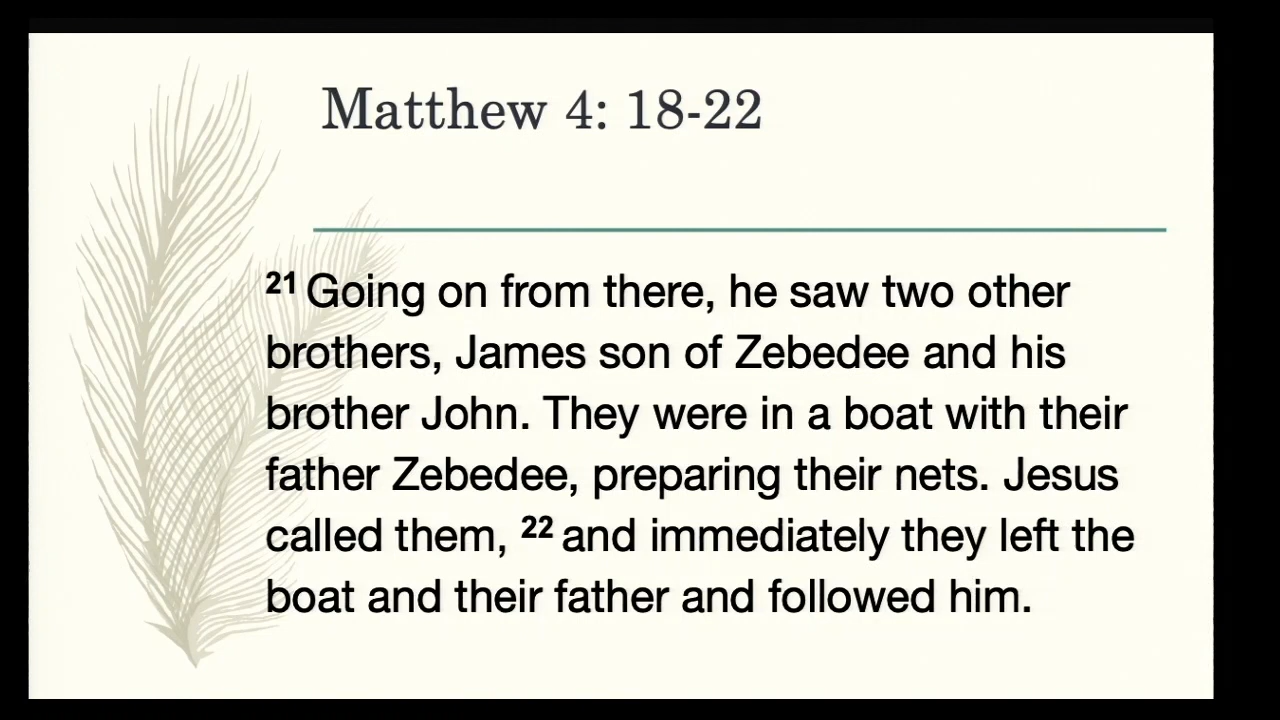 Matthew 4: 18-22
21 Going on from there, he saw two other
brothers, James son of Zebedee and his
brother John. They were in a boat with their
father Zebedee, preparing their nets. Jesus
called them, 22 and immediately they left the
boat and their father and followed him.